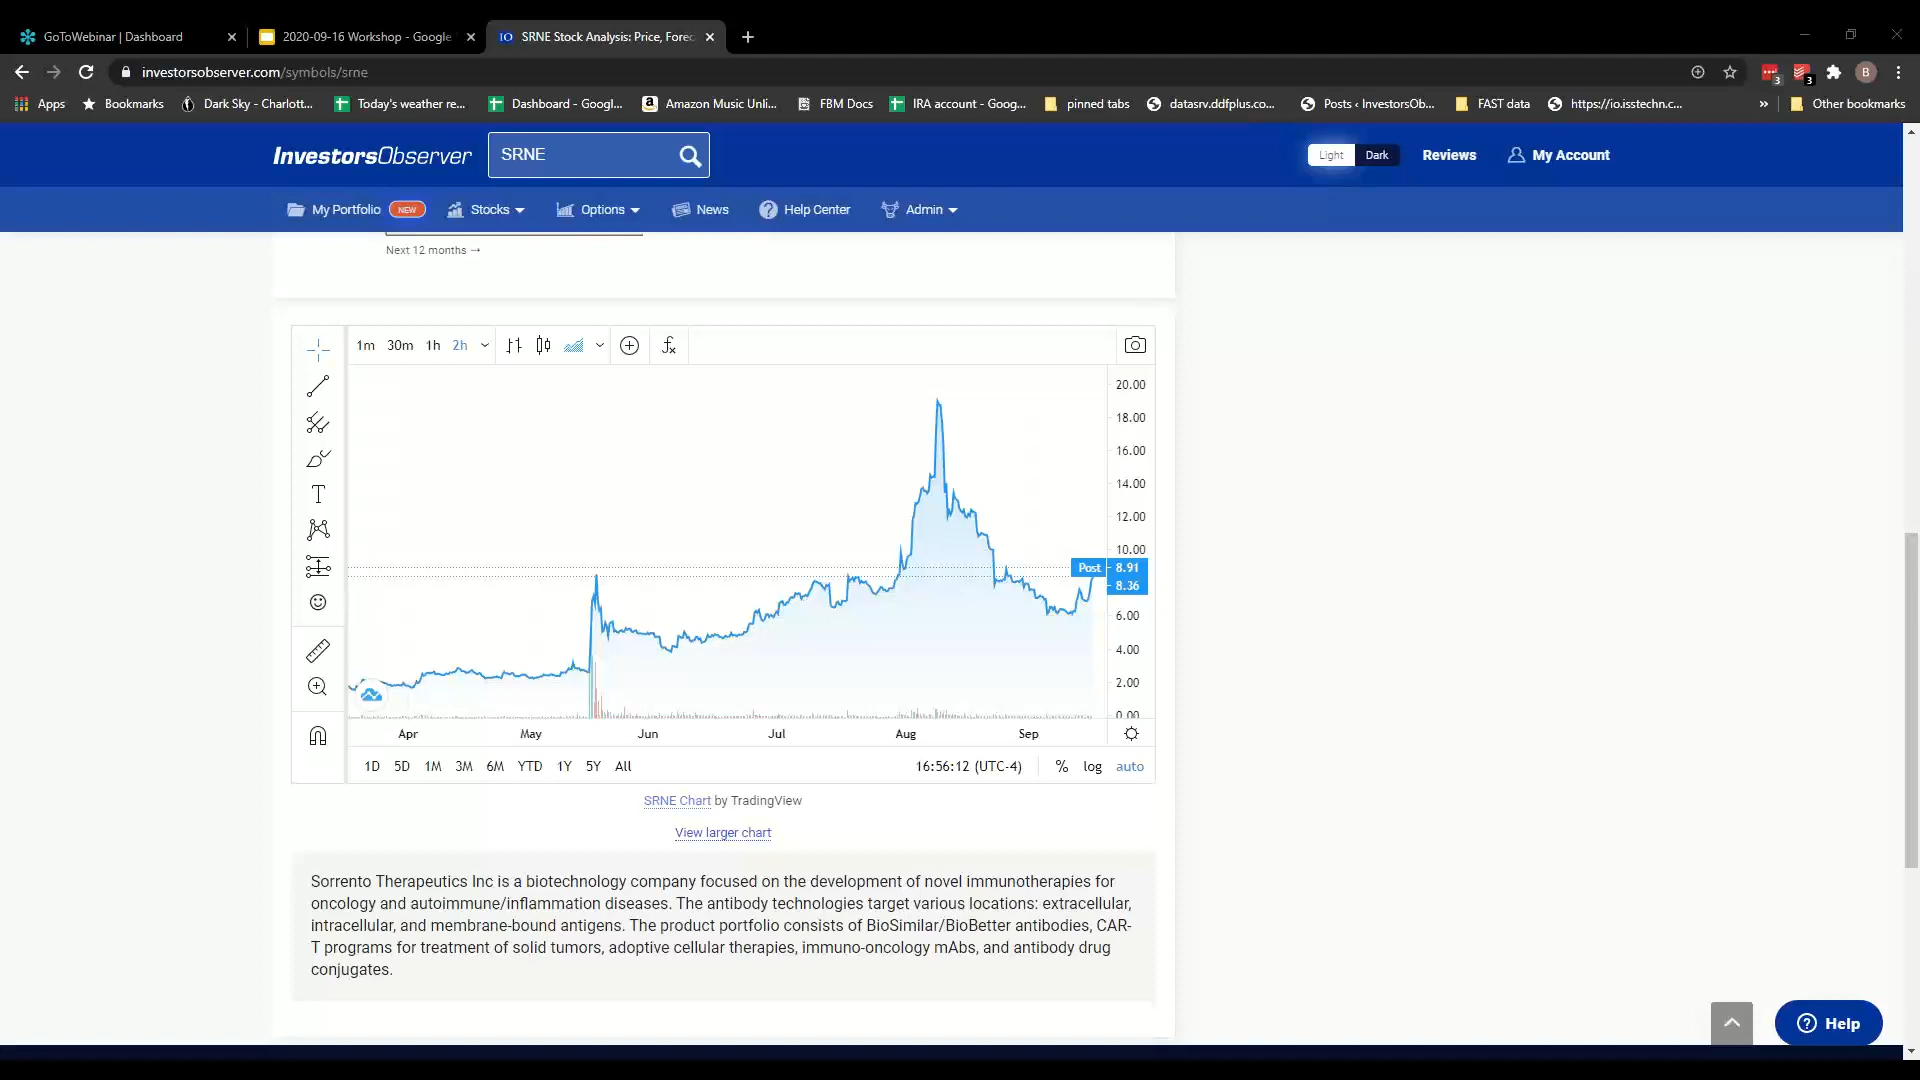 GoToWebinar | Dashboard
2020-09-16 Workshop - Google
IO SRNE Stock Analysis: Price, Forec
investorsobserver.com/symbols/srne
3
3
B
Apps
Bookmarks
Dark Sky - Charlott...
Today's weather re...
Dashboard - Googl...
Amazon Music Unli...
FBM Docs
IRA account - Goog...
pinned tabs
datasrv.ddfplus.co...
Posts ‹ InvestorsOb...
FAST data
https://io.isstechn.c...
»
Other bookmarks
InvestorsObserver
SRNE
Light
Dark
Reviews
My Account
My Portfolio NEW
Stocks
Options
News
Help Center
Admin
Next 12 months →
1m 30m 1h 2h
20.00
18.00
16.00
14.00
12.00
10.00
Post 8.91
8.36
6.00
4.00
2.00
0.00
Apr May Jun Jul Aug Sep
1D 5D 1M 3M 6M YTD 1Y 5Y All
16:56:12 (UTC-4)
% log auto
SRNE Chart by TradingView
View larger chart
Sorrento Therapeutics Inc is a biotechnology company focused on the development of novel immunotherapies for
oncology and autoimmune/inflammation diseases. The antibody technologies target various locations: extracellular,
intracellular, and membrane-bound antigens. The product portfolio consists of BioSimilar/BioBetter antibodies, CAR-
T programs for treatment of solid tumors, adoptive cellular therapies, immuno-oncology mAbs, and antibody drug
conjugates.
Help